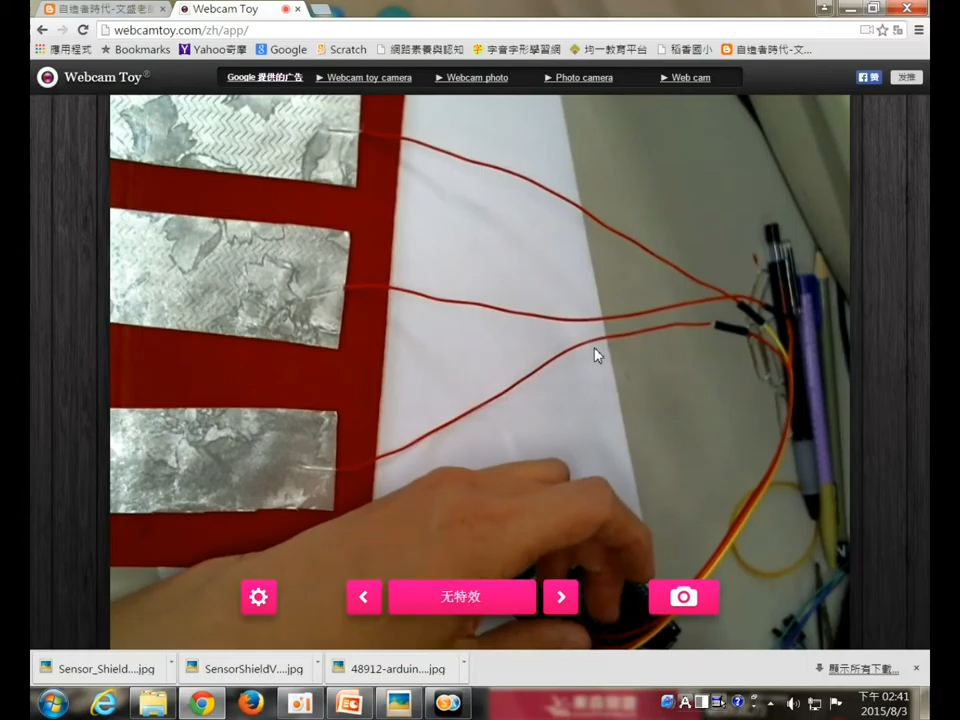 自造者時代-文盛老師
Webcam Toy
webcamtoy.com/zh/app/
應用程式
Bookmarks
Yahoo奇摩
Google
Scratch
網路素養與認知
字音字形學習網
均一教育平台
稻香國小
自造者時代-文...
Webcam Toy®
Google 提供的广告
Webcam toy camera
Webcam photo
Photo camera
Web cam
赞
发推
无特效
Sensor_Shield....jpg
SensorShieldV....jpg
48912-arduin....jpg
顯示所有下載...
下午 02:41
2015/8/3